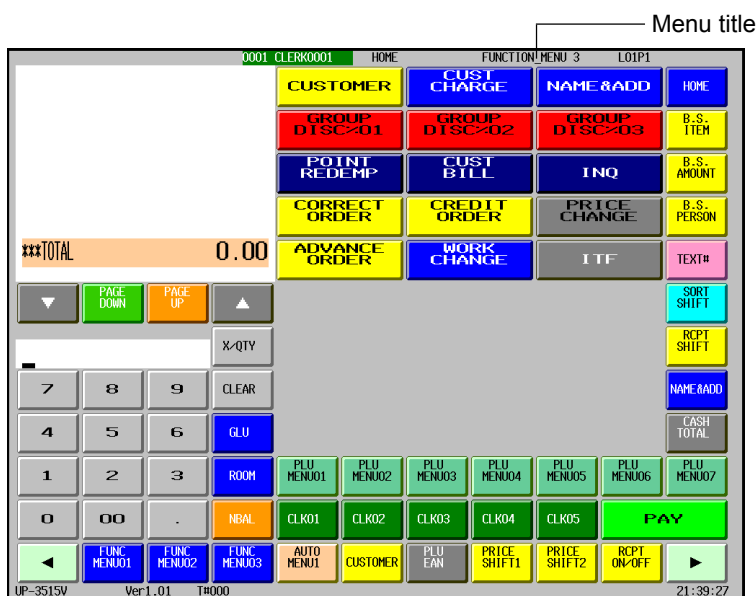 Menu title
0001 CLERK0001 HOME FUNCTION_MENU 3 L01P1
CUSTOMER
CUST
CHARGE
NAME&ADD
HOME
GROUP
DISC%01
GROUP
DISC%02
GROUP
DISC%03
B.S.
ITEM
POINT
REDEMP
CUST
BILL
INQ
B.S.
AMOUNT
CORRECT
ORDER
CREDIT
ORDER
PRICE
CHANGE
B.S.
PERSON
***TOTAL 0.00
ADVANCE
ORDER
WORK
CHANGE
ITF
TEXT#
PAGE
DOWN
PAGE
UP
SORT
SHIFT
X/QTY
RCPT
SHIFT
7 8 9 CLEAR
NAME&ADD
4 5 6 GLU
CASH
TOTAL
1 2 3 ROOM
PLU
MENU01
PLU
MENU02
PLU
MENU03
PLU
MENU04
PLU
MENU05
PLU
MENU06
PLU
MENU07
0 00 . NBAL
CLK01 CLK02 CLK03 CLK04 CLK05 PAY
FUNC
MENU01
FUNC
MENU02
FUNC
MENU03
AUTO
MENU1
CUSTOMER
PLU
EAN
PRICE
SHIFT1
PRICE
SHIFT2
RCPT
ON/OFF
UP-3515V Ver1.01 T#000 21:39:27